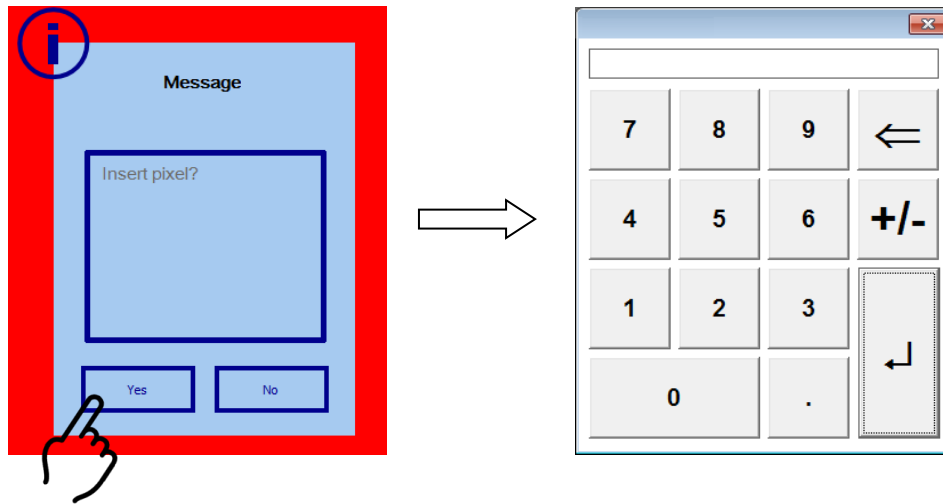 i
Message
Insert pixel?
Yes
No
7
8
9
⇐
4
5
6
+/-
1
2
3
↵
0
.